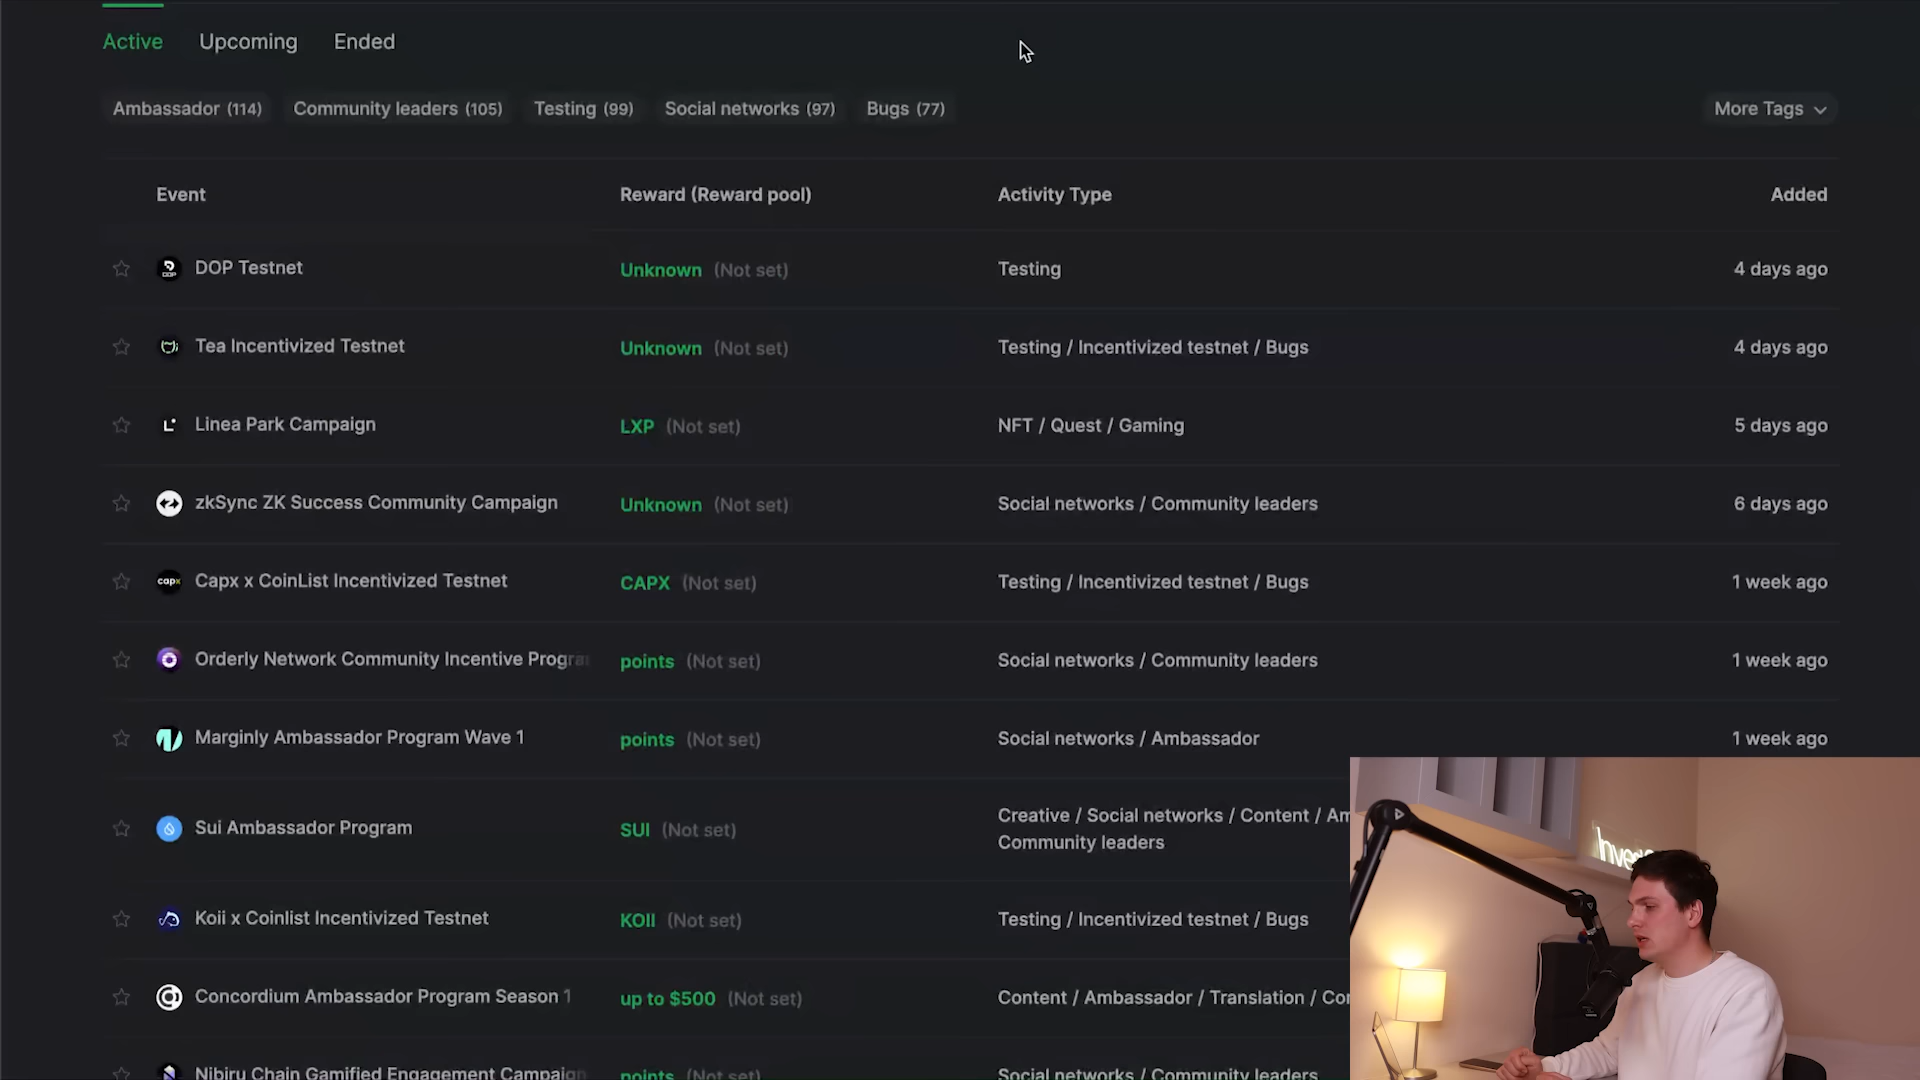 Active Upcoming Ended
Ambassador (114) Community leaders (105) Testing (99) Social networks (97) Bugs (77) More Tags
Event Reward (Reward pool) Activity Type Added
DOP Testnet Unknown (Not set) Testing 4 days ago
Tea Incentivized Testnet Unknown (Not set) Testing / Incentivized testnet / Bugs 4 days ago
Linea Park Campaign LXP (Not set) NFT / Quest / Gaming 5 days ago
zkSync ZK Success Community Campaign Unknown (Not set) Social networks / Community leaders 6 days ago
capx Capx x CoinList Incentivized Testnet CAPX (Not set) Testing / Incentivized testnet / Bugs 1 week ago
Orderly Network Community Incentive Progra points (Not set) Social networks / Community leaders 1 week ago
Marginly Ambassador Program Wave 1 points (Not set) Social networks / Ambassador 1 week ago
Sui Ambassador Program SUI (Not set) Creative / Social networks / Content / Am
Community leaders
Koii x Coinlist Incentivized Testnet KOII (Not set) Testing / Incentivized testnet / Bugs
Concordium Ambassador Program Season 1 up to $500 (Not set) Content / Ambassador / Translation / Co
Nibiru Chain Gamified Engagement Campaign points (Not set) Social networks / Community leaders